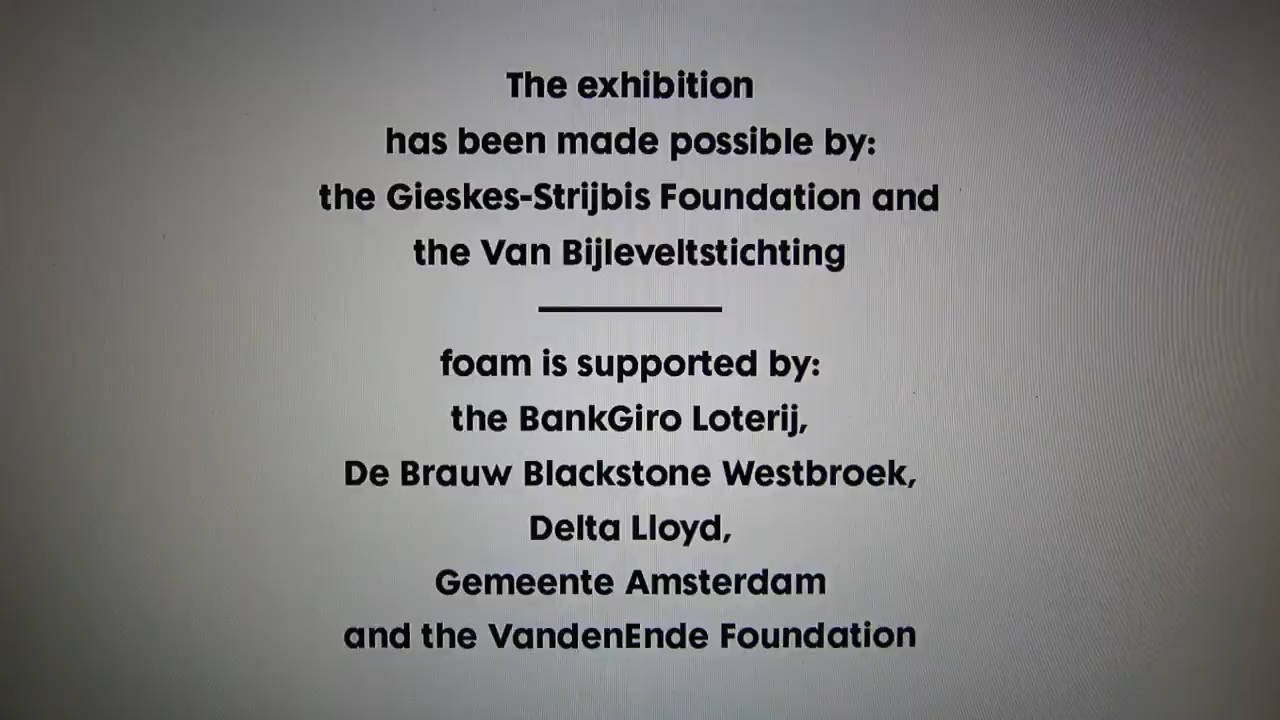 The exhibition
has been made possible by:
the Gieskes-Strijbis Foundation and
the Van Bijleveltstichting
foam is supported by:
the BankGiro Loterij,
De Brauw Blackstone Westbroek,
Delta Lloyd,
Gemeente Amsterdam
and the VandenEnde Foundation